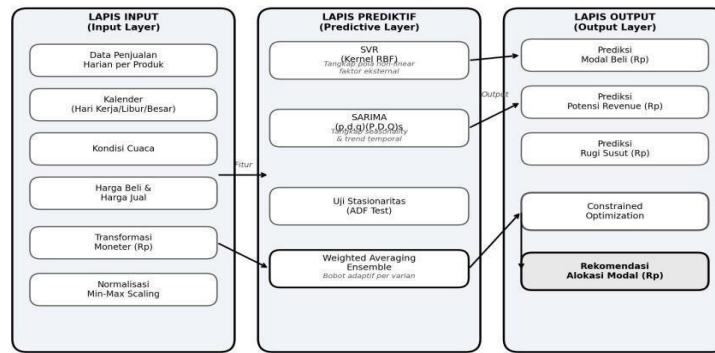 LAPIS INPUT
(Input Layer)
Data Penjualan
Harian per Produk
Kalender
(Hari Kerja/Libur/Besar)
Kondisi Cuaca
Harga Beli &
Harga Jual
Transformasi
Moneter (Rp)
Normalisasi
Min-Max Scaling
Fitur
LAPIS PREDIKTIF
(Predictive Layer)
SVR
(Kernel RBF)
Tangkap pola non-linear
faktor eksternal
SARIMA
(p,d,q)(P,D,Q)s
Tangkap seasonality
& trend temporal
Uji Stasionaritas
(ADF Test)
Weighted Averaging
Ensemble
Bobot adaptif per varian
Output
LAPIS OUTPUT
(Output Layer)
Prediksi
Modal Beli (Rp)
Prediksi
Potensi Revenue (Rp)
Prediksi
Rugi Susut (Rp)
Constrained
Optimization
Rekomendasi
Alokasi Modal (Rp)